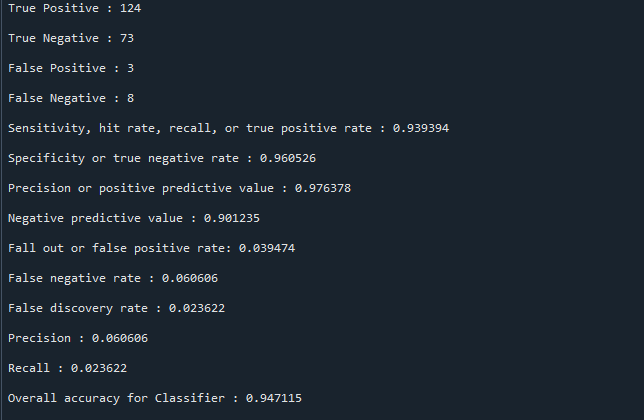 True Positive : 124
True Negative : 73
False Positive : 3
False Negative : 8
Sensitivity, hit rate, recall, or true positive rate : 0.939394
Specificity or true negative rate : 0.960526
Precision or positive predictive value : 0.976378
Negative predictive value : 0.901235
Fall out or false positive rate: 0.039474
False negative rate : 0.060606
False discovery rate : 0.023622
Precision : 0.060606
Recall : 0.023622
Overall accuracy for Classifier : 0.947115